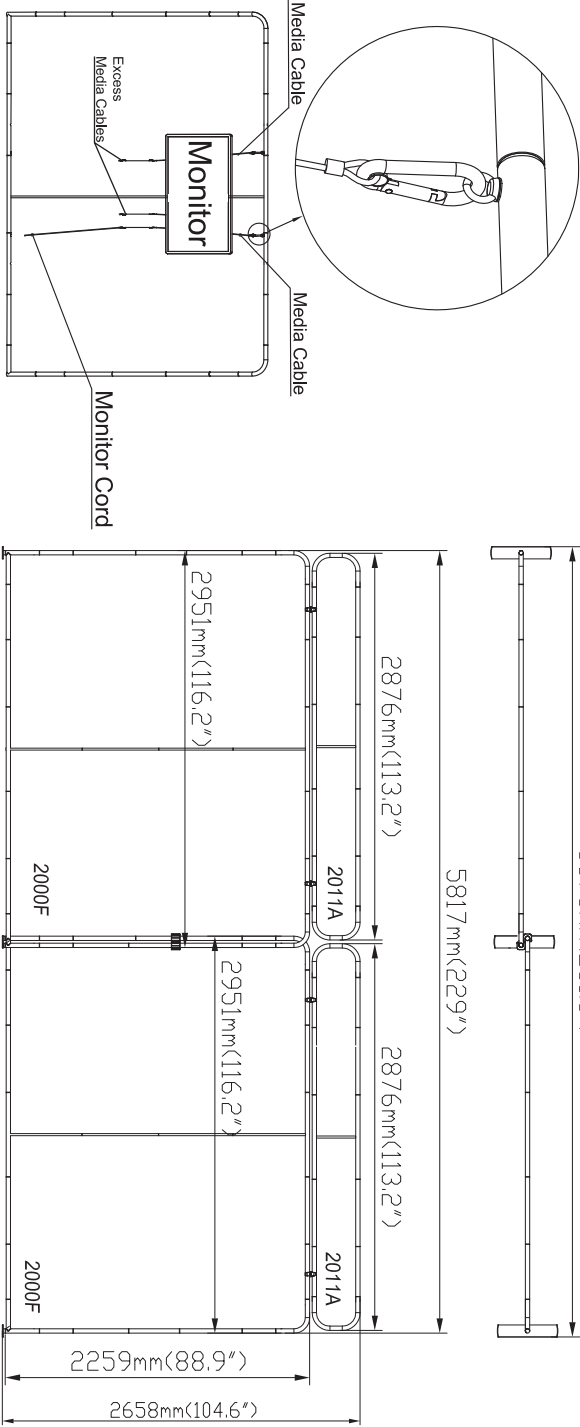 Media Cable
Excess
Media Cables
Monitor
Media Cable
Monitor Cord
5817mm(229")
2876mm(113.2")
2876mm(113.2")
2011A
2011A
2951mm(116.2")
2951mm(116.2")
2000F
2000F
2259mm(88.9")
2658mm(104.6")